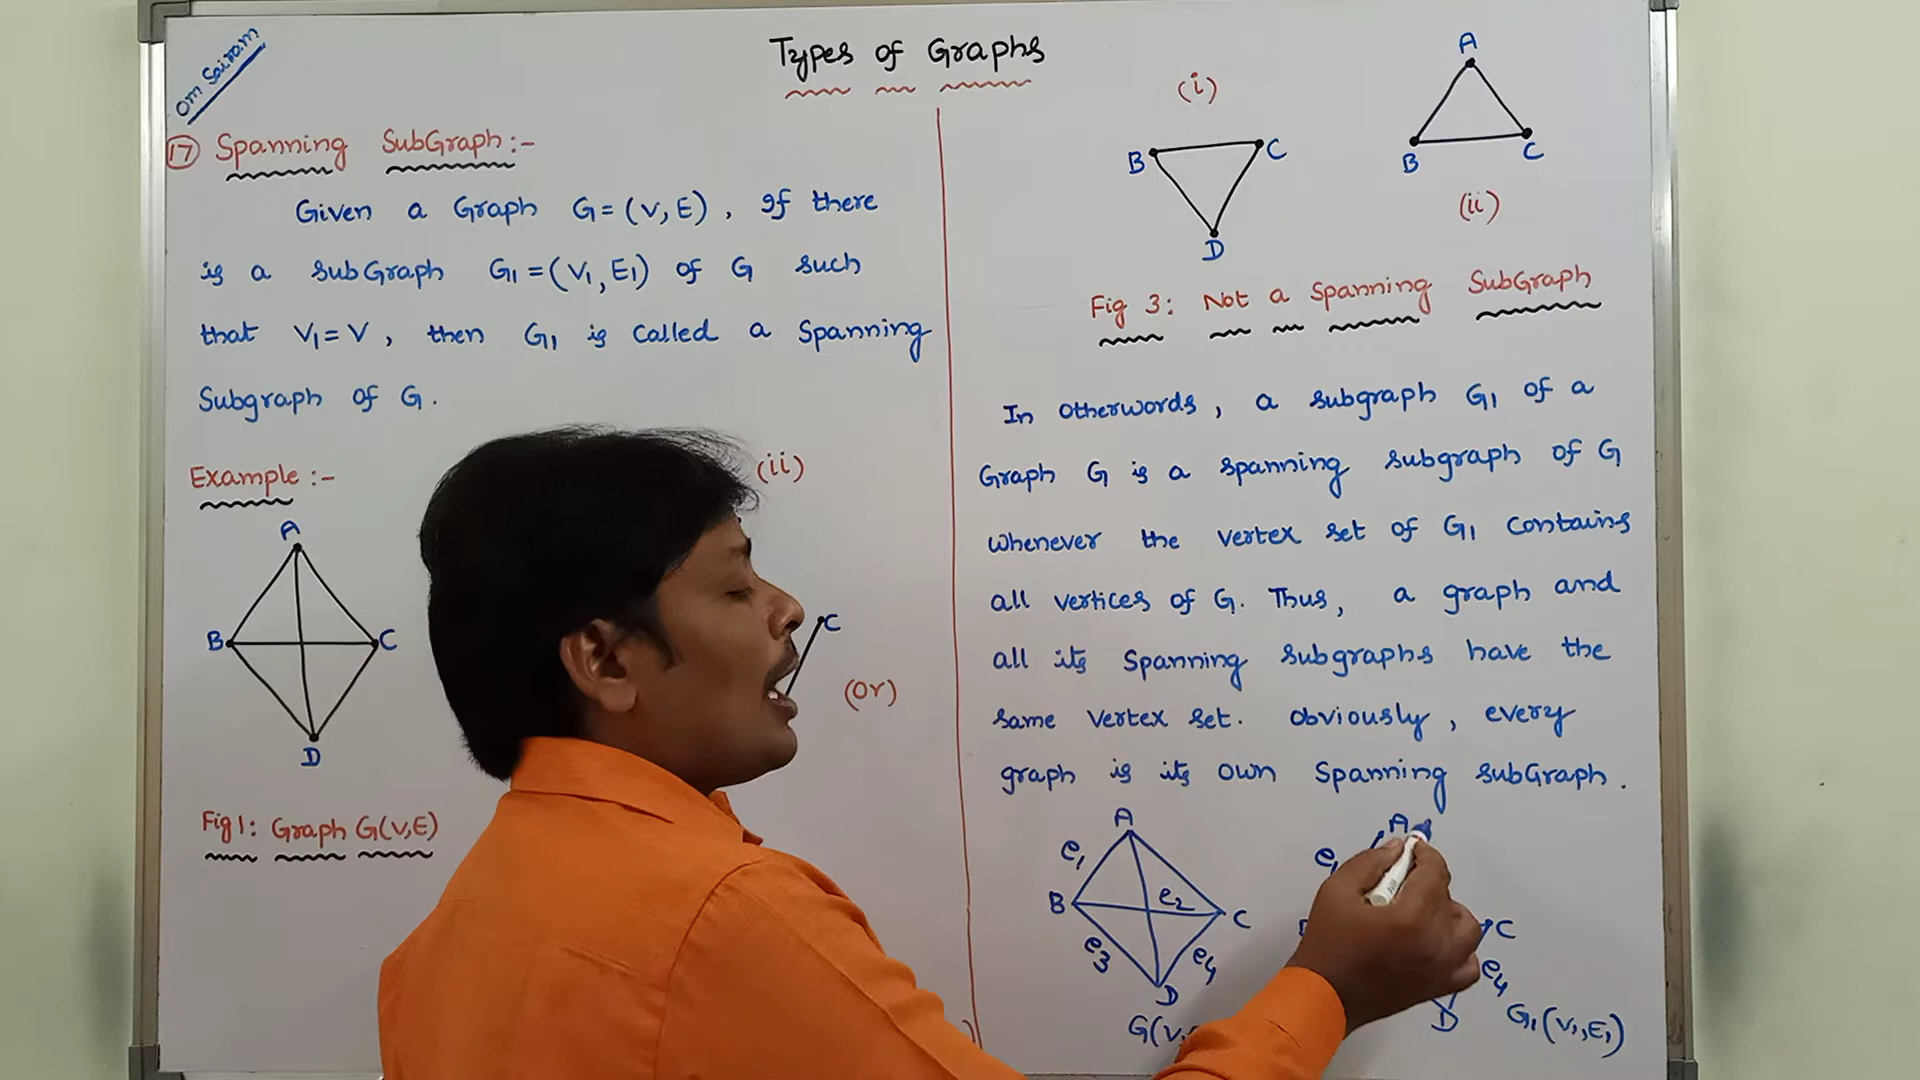 Om Sairam
Types of Graphs
17 Spanning SubGraph:-
Given a Graph G=(V,E), If there
is a subGraph G1=(V1,E1) of G such
that V1=V, then G1 is called a Spanning
Subgraph of G.
Example:-
A
B
C
D
Fig1: Graph G(V,E)
(ii)
C
(or)
(i)
B
C
D
A
B
C
(ii)
Fig 3: Not a Spanning SubGraph
In Otherwords, a subgraph G1 of a
Graph G is a spanning subgraph of G
whenever the vertex set of G1 contains
all vertices of G. Thus, a graph and
all its Spanning subgraphs have the
same vertex set. Obviously, every
graph is its own Spanning subGraph.
A
e1
B
e2
C
e3
e4
D
G(V,
A
e1
C
e4
D
G1(V1,E1)